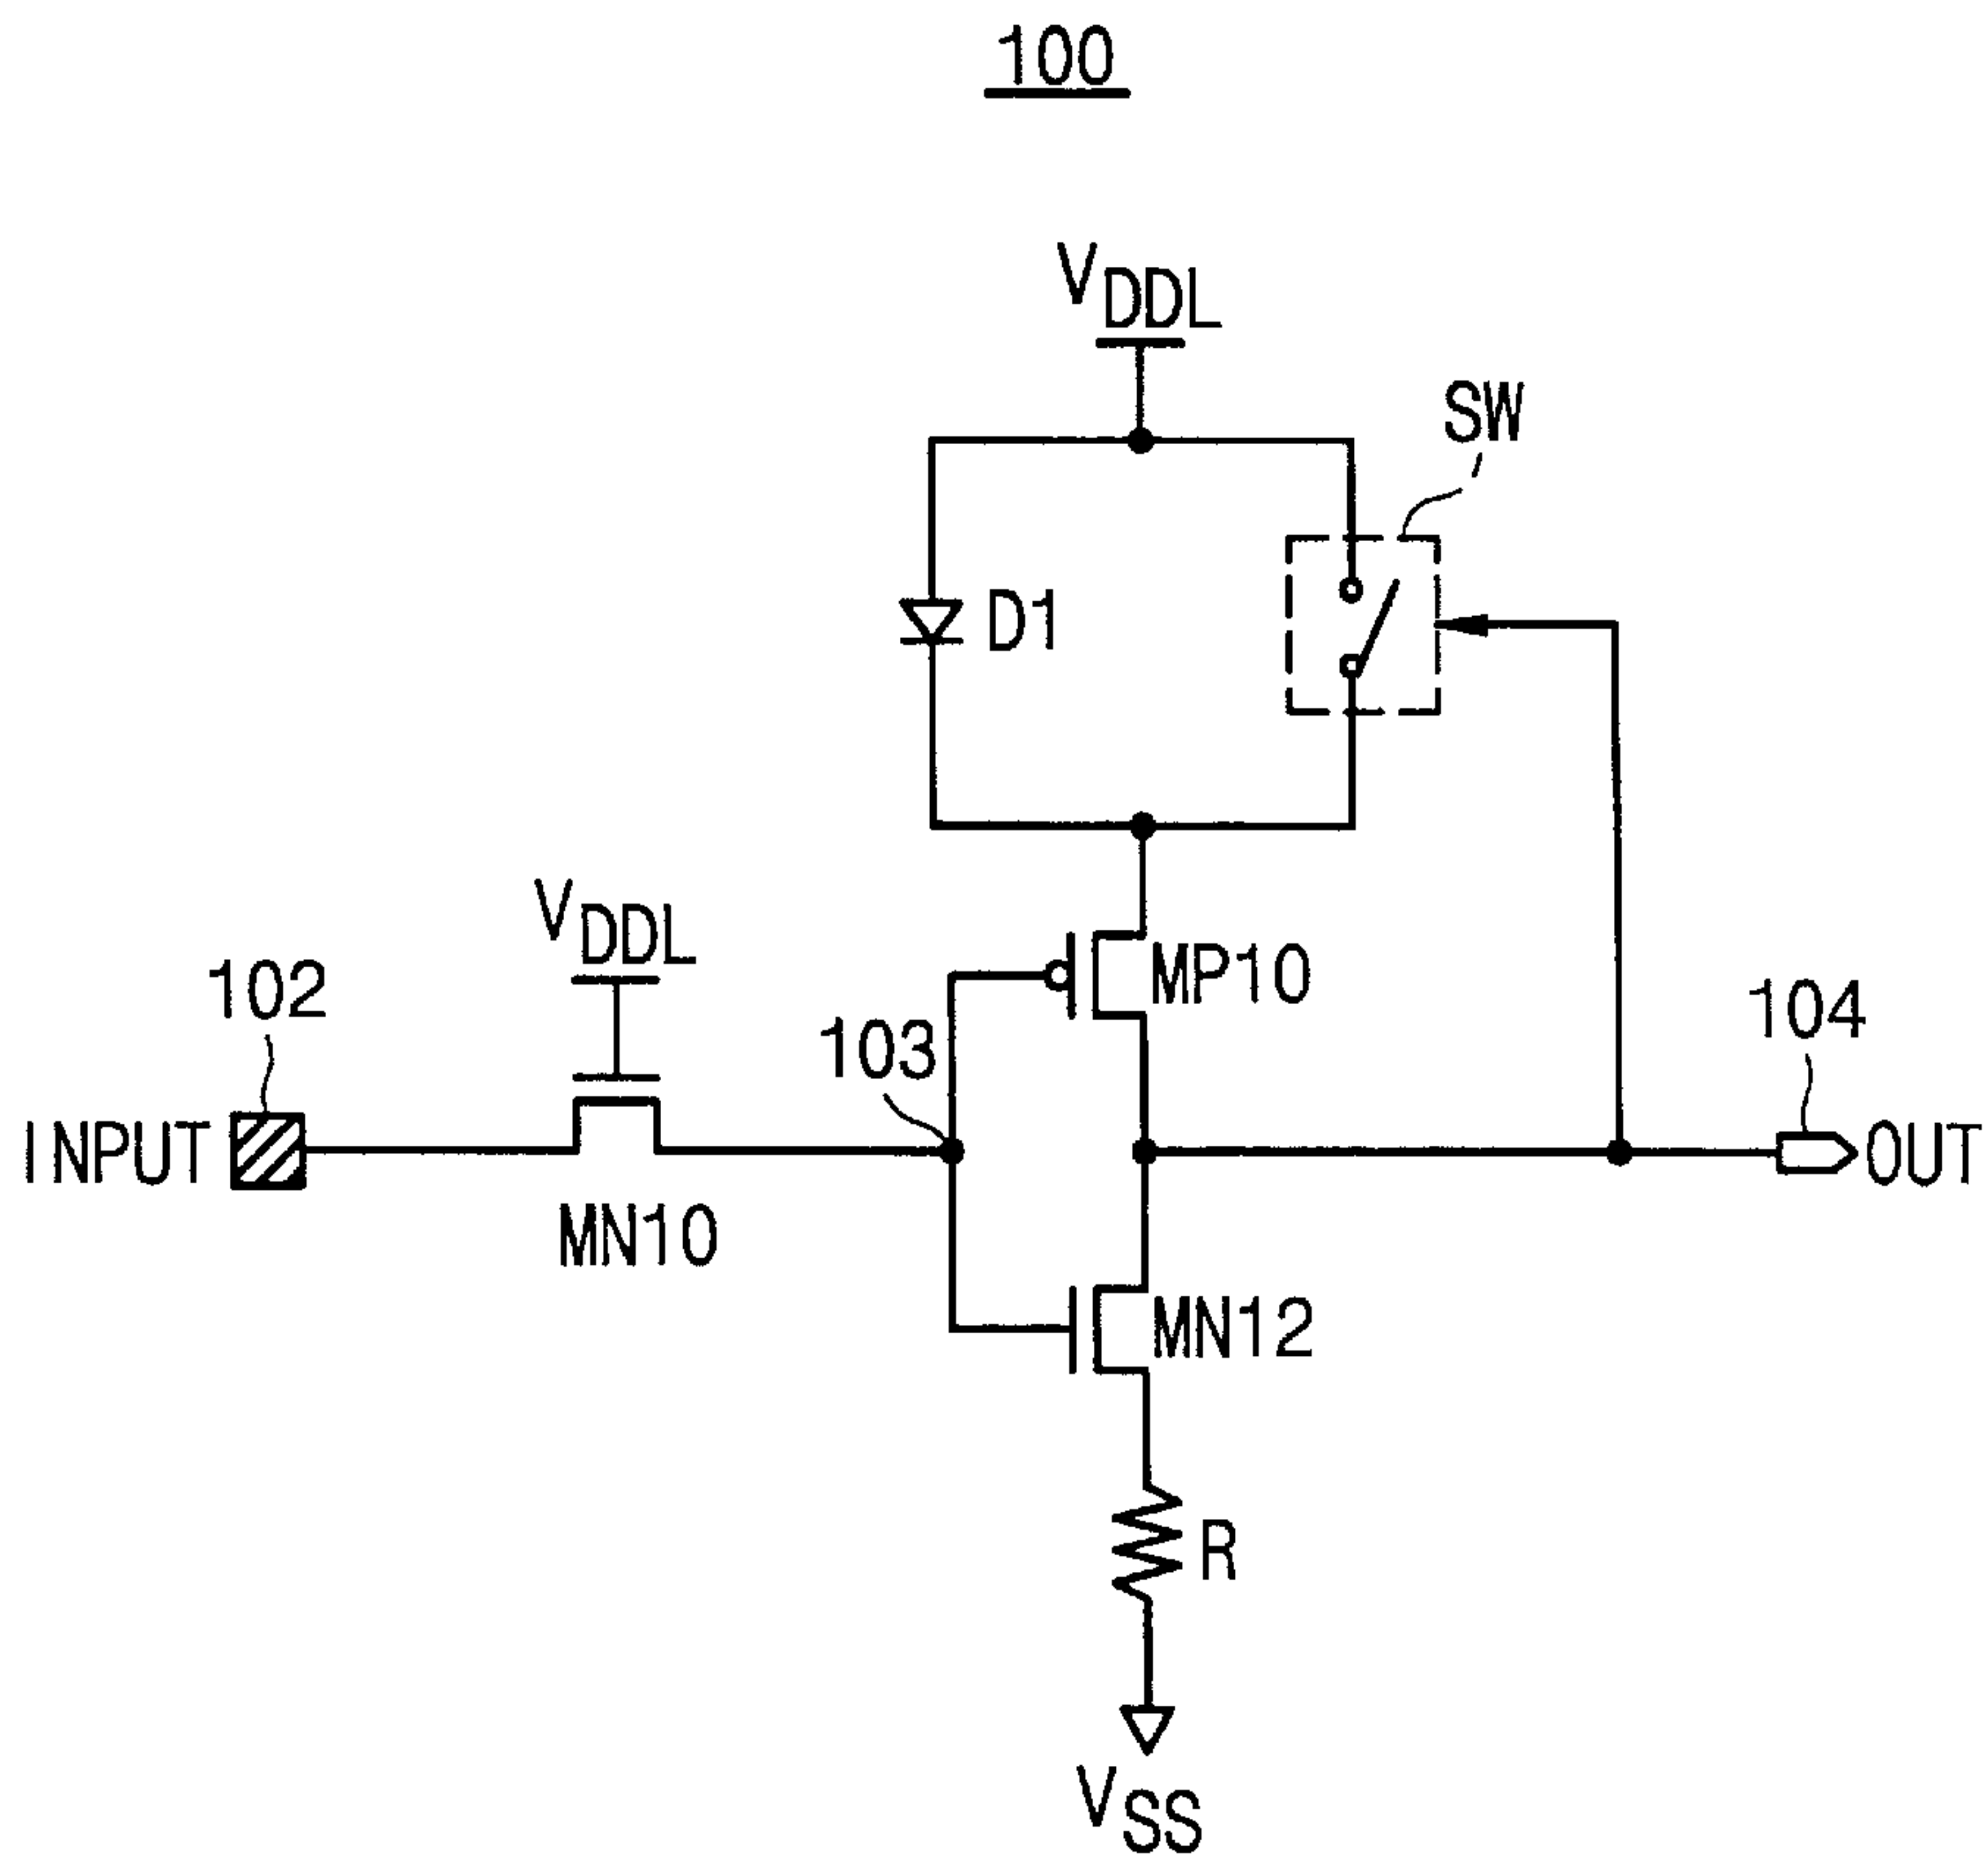 100
VDDL
SW
D1
VDDL
MP10
102
103
104
INPUT
OUT
MN10
MN12
R
VSS